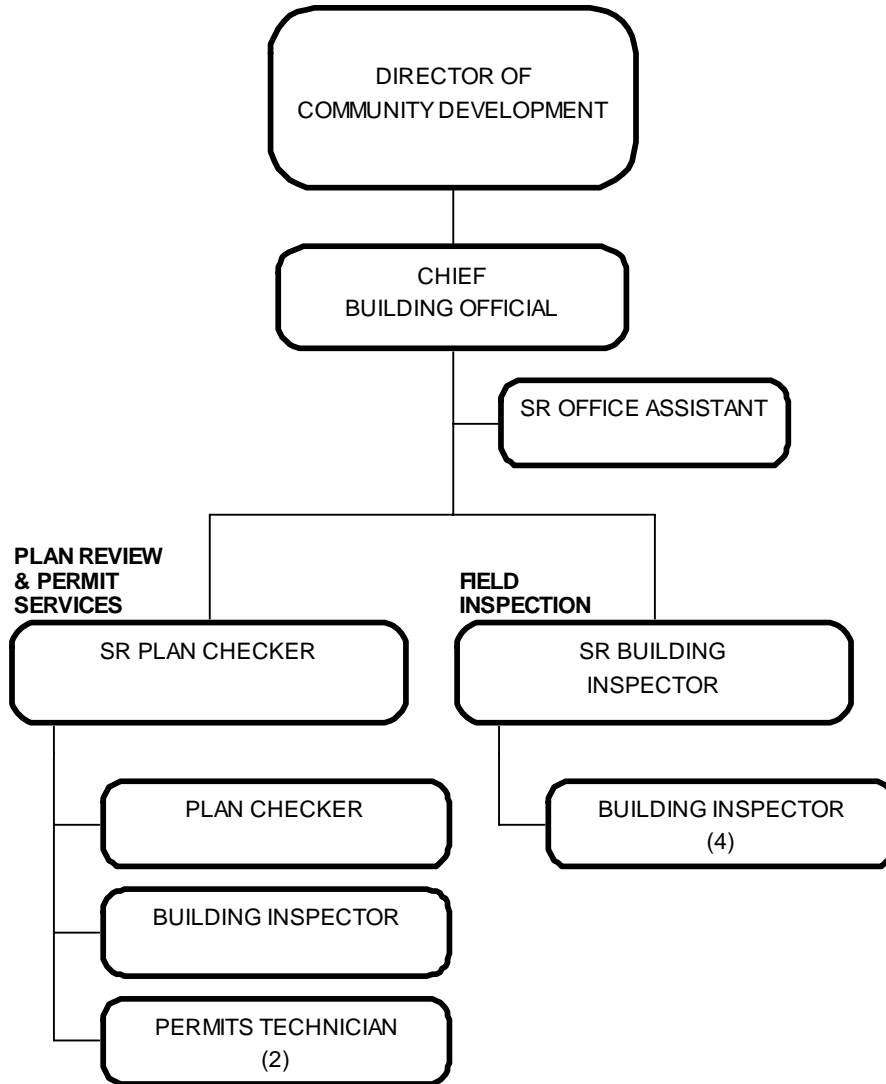 DIRECTOR OF
COMMUNITY DEVELOPMENT
CHIEF
BUILDING OFFICIAL
SR OFFICE ASSISTANT
PLAN REVIEW
& PERMIT
SERVICES
SR PLAN CHECKER
PLAN CHECKER
BUILDING INSPECTOR
PERMITS TECHNICIAN
(2)
FIELD
INSPECTION
SR BUILDING
INSPECTOR
BUILDING INSPECTOR
(4)